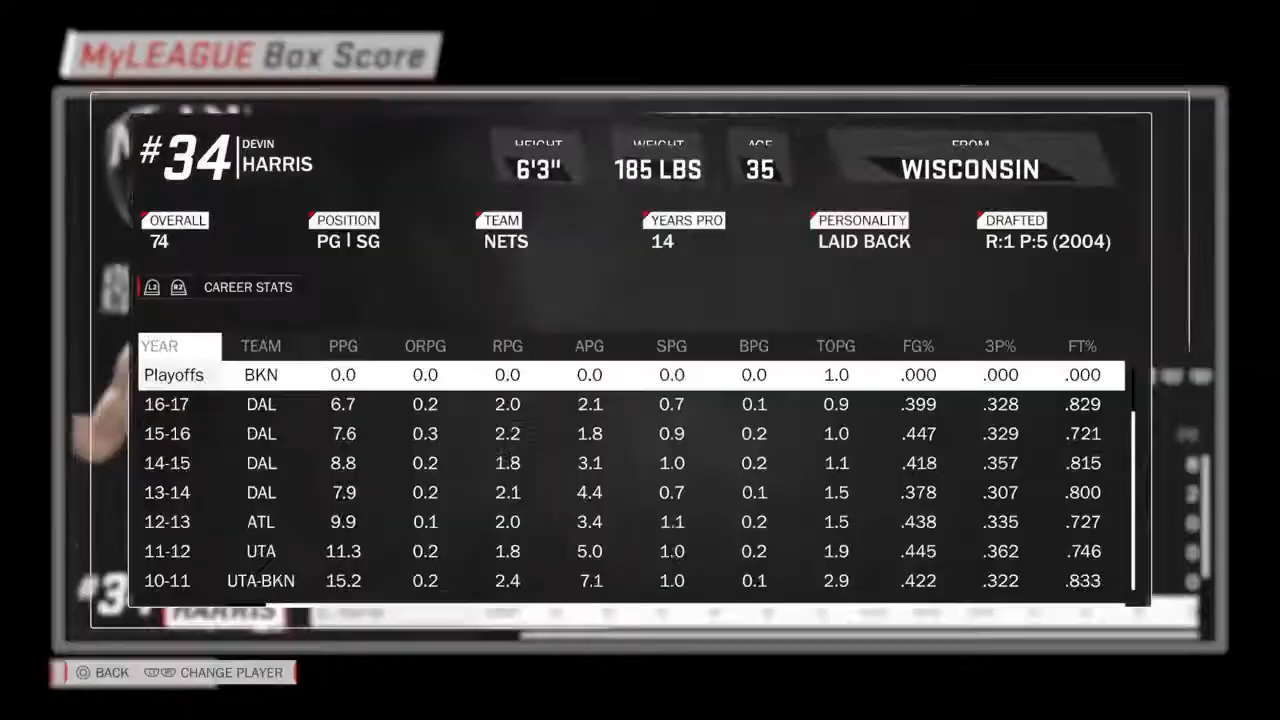 MyLEAGUE Box Score
#34 DEVIN HARRIS
HEIGHT WEIGHT AGE FROM
6'3" 185 LBS 35 WISCONSIN
OVERALL POSITION TEAM YEARS PRO PERSONALITY DRAFTED
74 PG | SG NETS 14 LAID BACK R:1 P:5 (2004)
L2 R2 CAREER STATS
YEAR TEAM PPG ORPG RPG APG SPG BPG TOPG FG% 3P% FT%
Playoffs BKN 0.0 0.0 0.0 0.0 0.0 0.0 1.0 .000 .000 .000
16-17 DAL 6.7 0.2 2.0 2.1 0.7 0.1 0.9 .399 .328 .829
15-16 DAL 7.6 0.3 2.2 1.8 0.9 0.2 1.0 .447 .329 .721
14-15 DAL 8.8 0.2 1.8 3.1 1.0 0.2 1.1 .418 .357 .815
13-14 DAL 7.9 0.2 2.1 4.4 0.7 0.1 1.5 .378 .307 .800
12-13 ATL 9.9 0.1 2.0 3.4 1.1 0.2 1.5 .438 .335 .727
11-12 UTA 11.3 0.2 1.8 5.0 1.0 0.2 1.9 .445 .362 .746
10-11 UTA-BKN 15.2 0.2 2.4 7.1 1.0 0.1 2.9 .422 .322 .833
#3 HARRIS
BACK CHANGE PLAYER